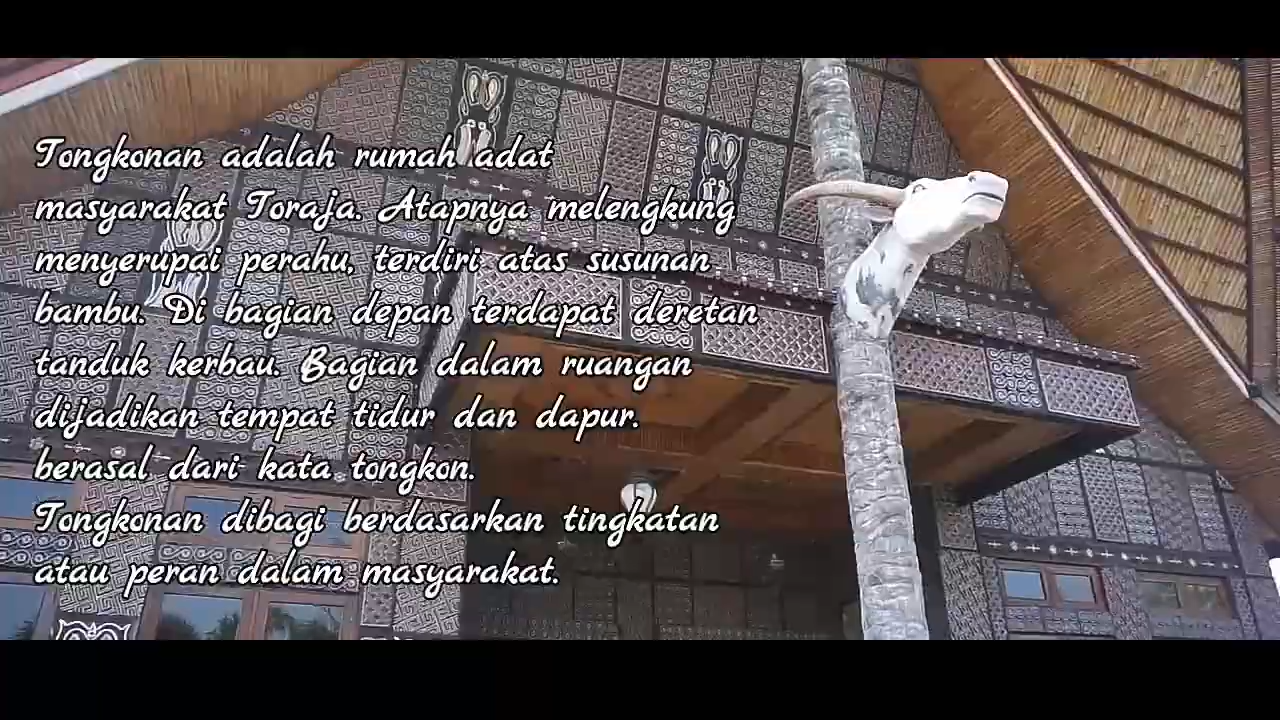 Tongkonan adalah rumah adat
masyarakat Toraja. Atapnya melengkung
menyerupai perahu, terdiri atas susunan
bambu. Di bagian depan terdapat deretan
tanduk kerbau. Bagian dalam ruangan
dijadikan tempat tidur dan dapur.
berasal dari kata tongkon.
Tongkonan dibagi berdasarkan tingkatan
atau peran dalam masyarakat.